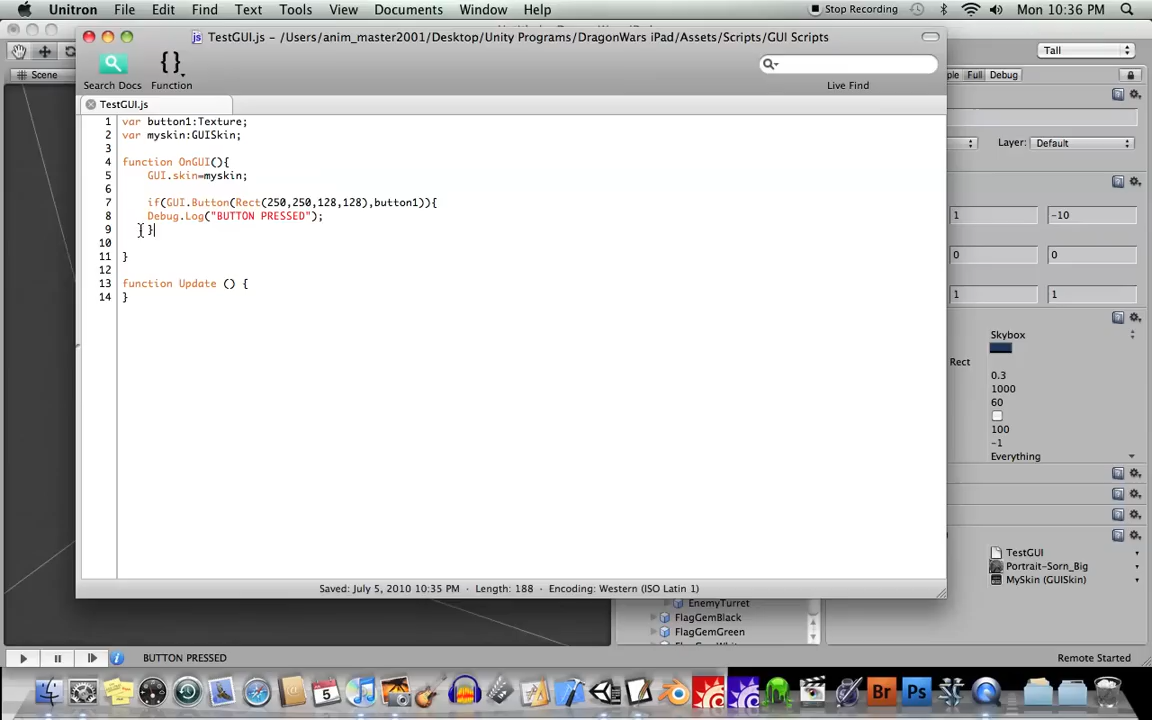 Unitron File Edit Find Text Tools View Documents Window Help Stop Recording Mon 10:36 PM
TestGUI.js – /Users/anim_master2001/Desktop/Unity Programs/DragonWars iPad/Assets/Scripts/GUI Scripts
Tall
Search Docs Function Live Find
Scene
ple Full Debug
TestGUI.js
1 var button1:Texture;
2 var myskin:GUISkin;
3
4 function OnGUI(){
5 GUI.skin=myskin;
6
7 if(GUI.Button(Rect(250,250,128,128),button1)){
8 Debug.Log("BUTTON PRESSED");
9 }
10
11 }
12
13 function Update () {
14 }
Layer: Default
1 -10
0 0
1 1
Skybox
Rect
0.3
1000
60
100
-1
Everything
TestGUI
Portrait-Sorn_Big
MySkin (GUISkin)
Saved: July 5, 2010 10:35 PM • Length: 188 • Encoding: Western (ISO Latin 1)
EnemyTurret
FlagGemBlack
FlagGemGreen
BUTTON PRESSED
Remote Started
5
Br
Ps